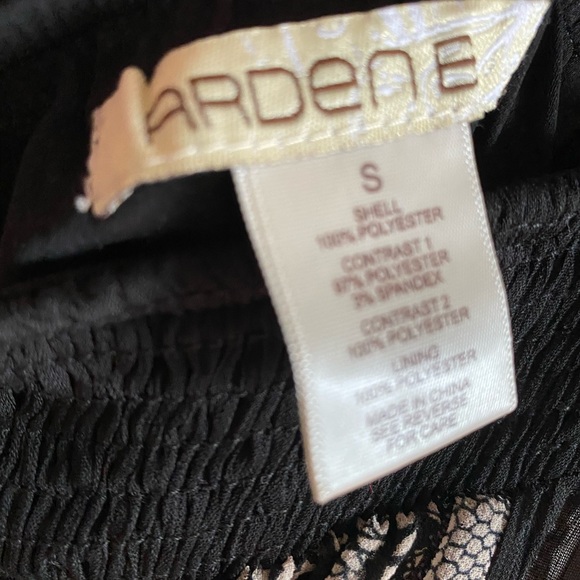 ARDENE
S
SHELL
100% POLYESTER
CONTRAST 1
97% POLYESTER
3% SPANDEX
CONTRAST 2
100% POLYESTER
LINING
100% POLYESTER
MADE IN CHINA
SEE REVERSE
FOR CARE